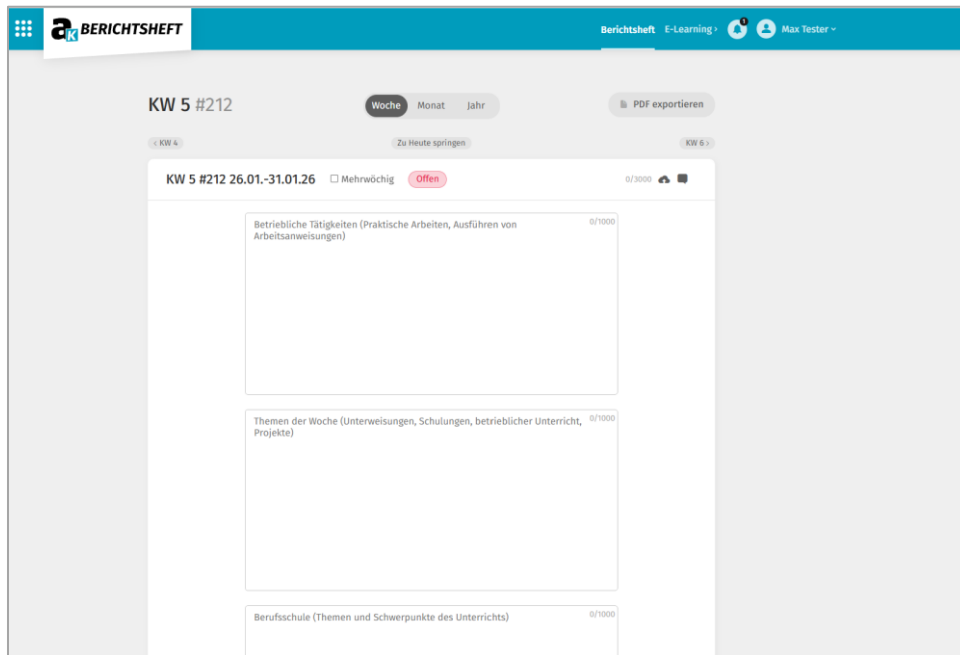 aK BERICHTSHEFT
Berichtsheft E-Learning › 1 Max Tester
KW 5 #212
Woche Monat Jahr
PDF exportieren
‹ KW 4
Zu Heute springen
KW 6 ›
KW 5 #212 26.01.-31.01.26 Mehrwöchig Offen 0/3000
Betriebliche Tätigkeiten (Praktische Arbeiten, Ausführen von
Arbeitsanweisungen)
0/1000
Themen der Woche (Unterweisungen, Schulungen, betrieblicher Unterricht,
Projekte)
0/1000
Berufsschule (Themen und Schwerpunkte des Unterrichts)
0/1000